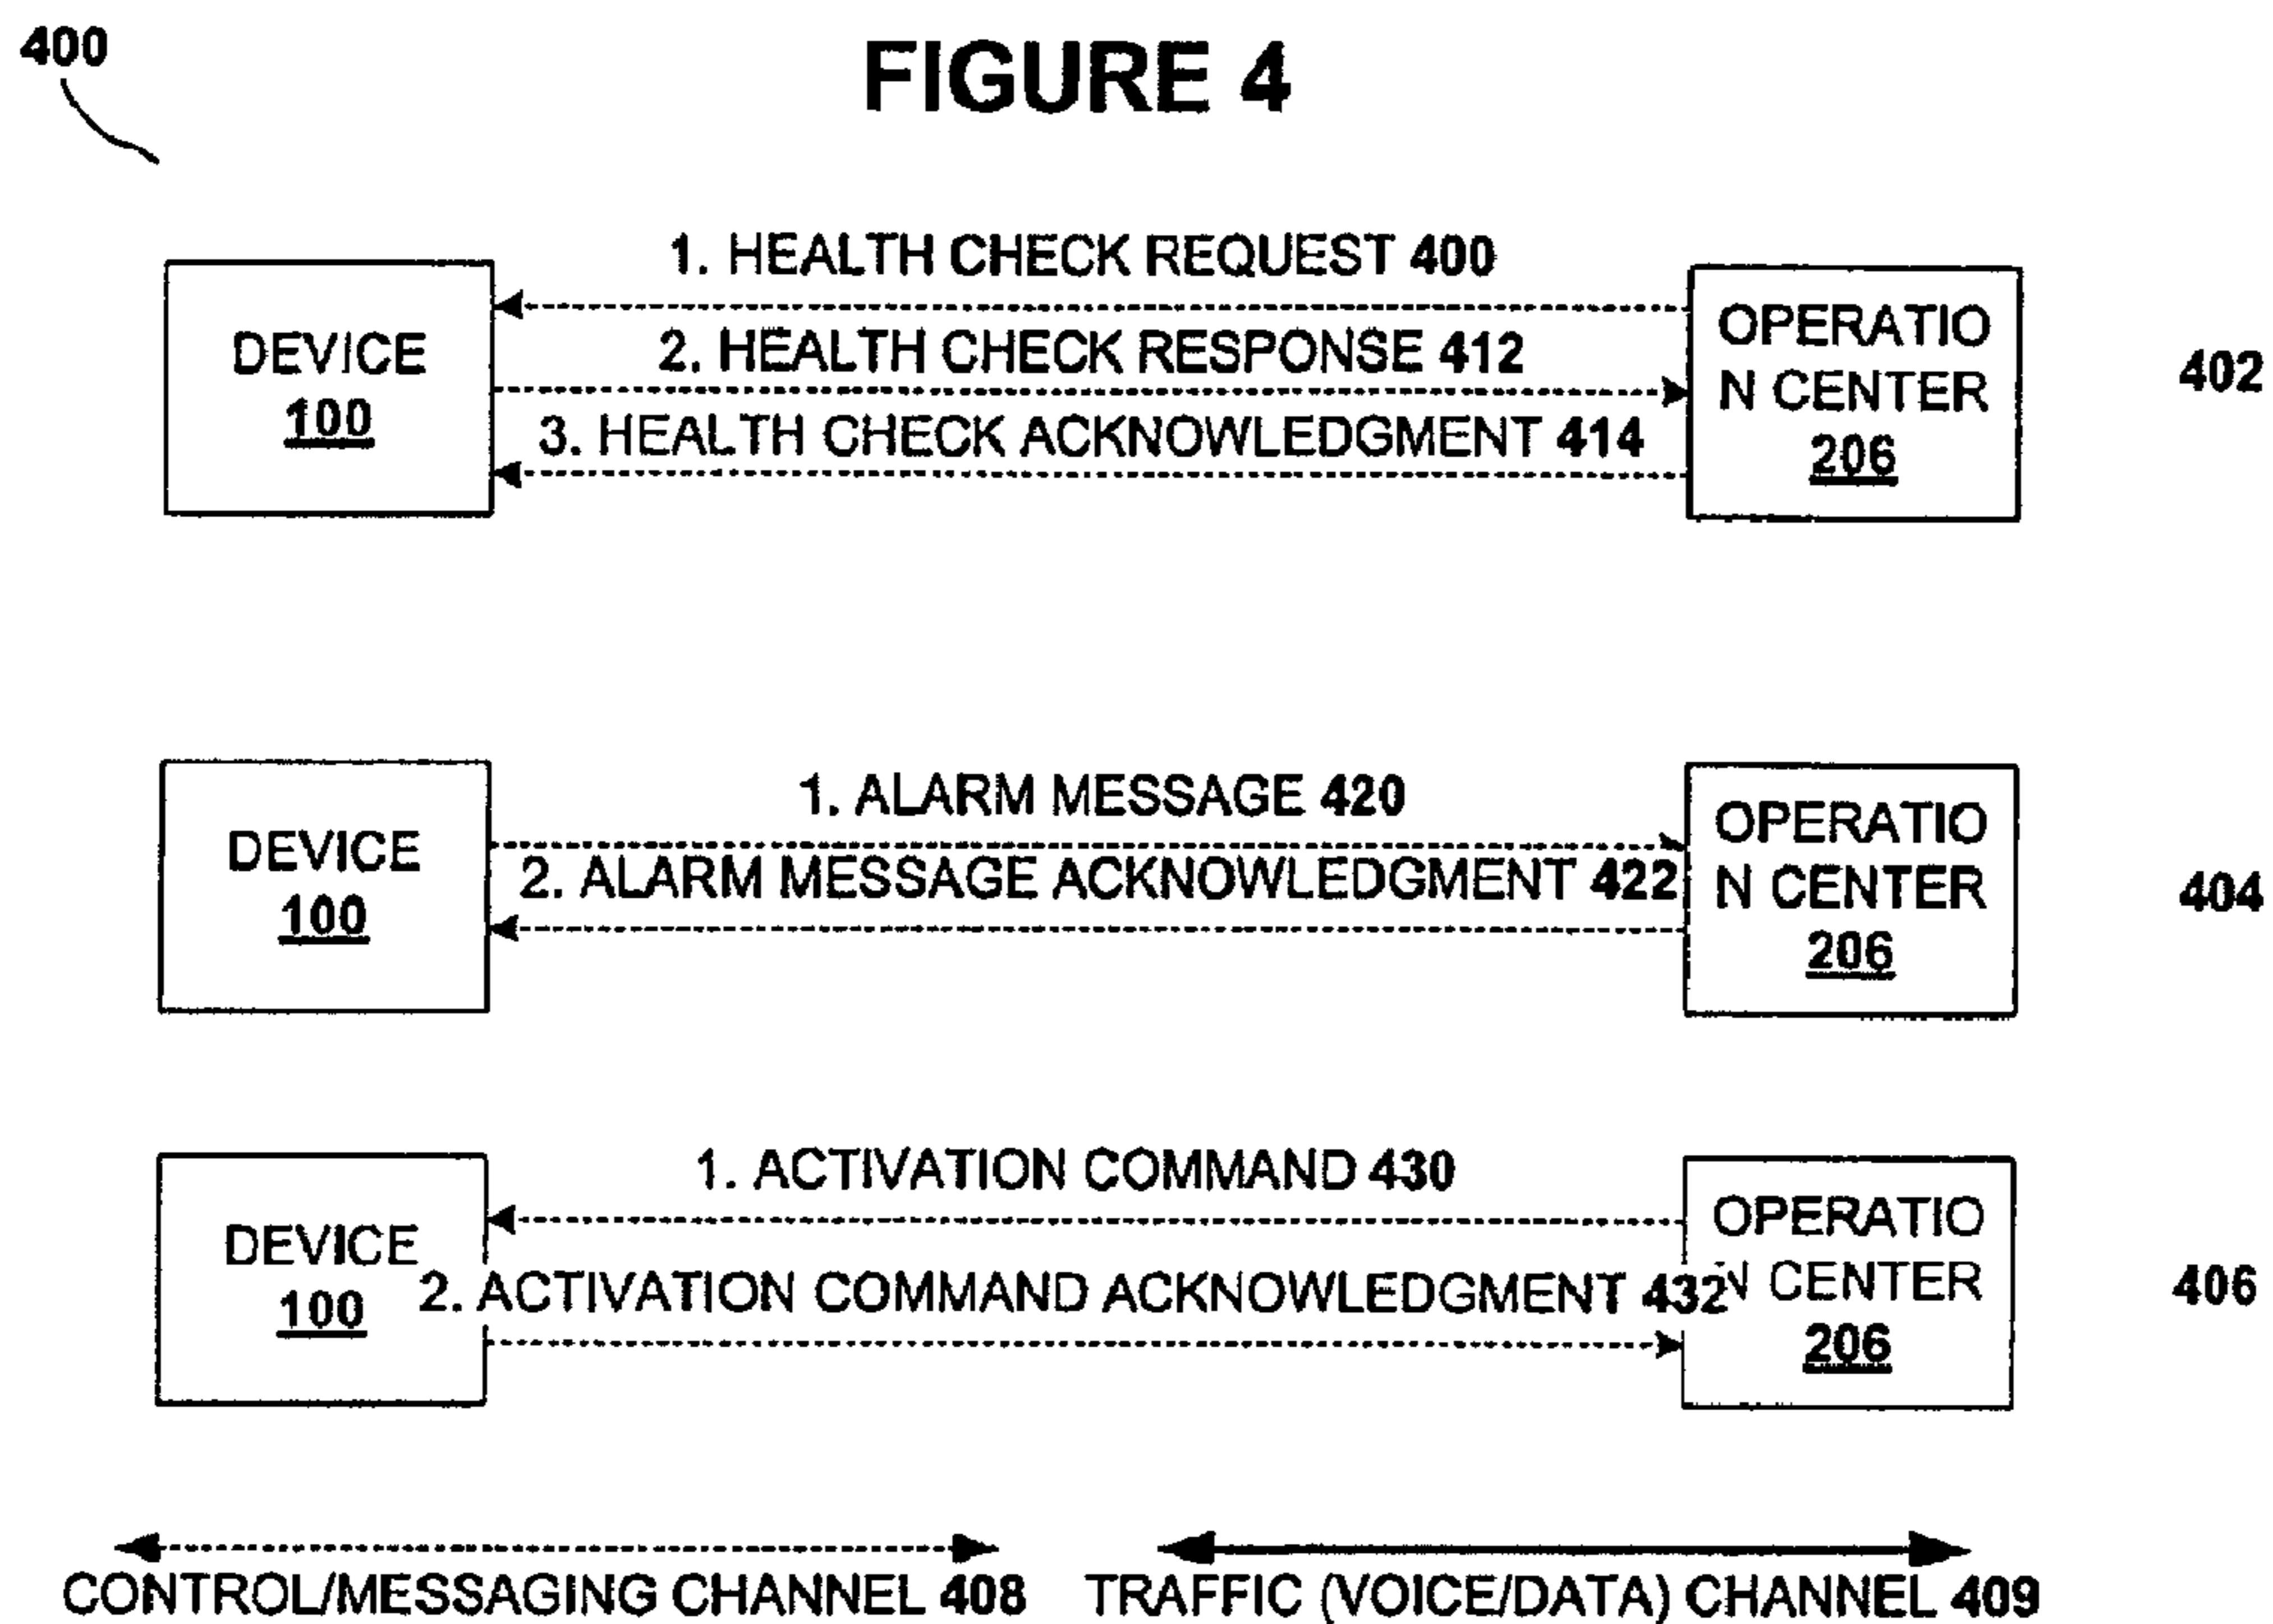 400
FIGURE 4
1. HEALTH CHECK REQUEST 400
DEVICE
100
2. HEALTH CHECK RESPONSE 412
3. HEALTH CHECK ACKNOWLEDGMENT 414
OPERATIO
N CENTER
206
402
1. ALARM MESSAGE 420
DEVICE
100
2. ALARM MESSAGE ACKNOWLEDGMENT 422
OPERATIO
N CENTER
206
404
1. ACTIVATION COMMAND 430
DEVICE
100
2. ACTIVATION COMMAND ACKNOWLEDGMENT 432
OPERATIO
N CENTER
206
406
CONTROL/MESSAGING CHANNEL 408
TRAFFIC (VOICE/DATA) CHANNEL 409